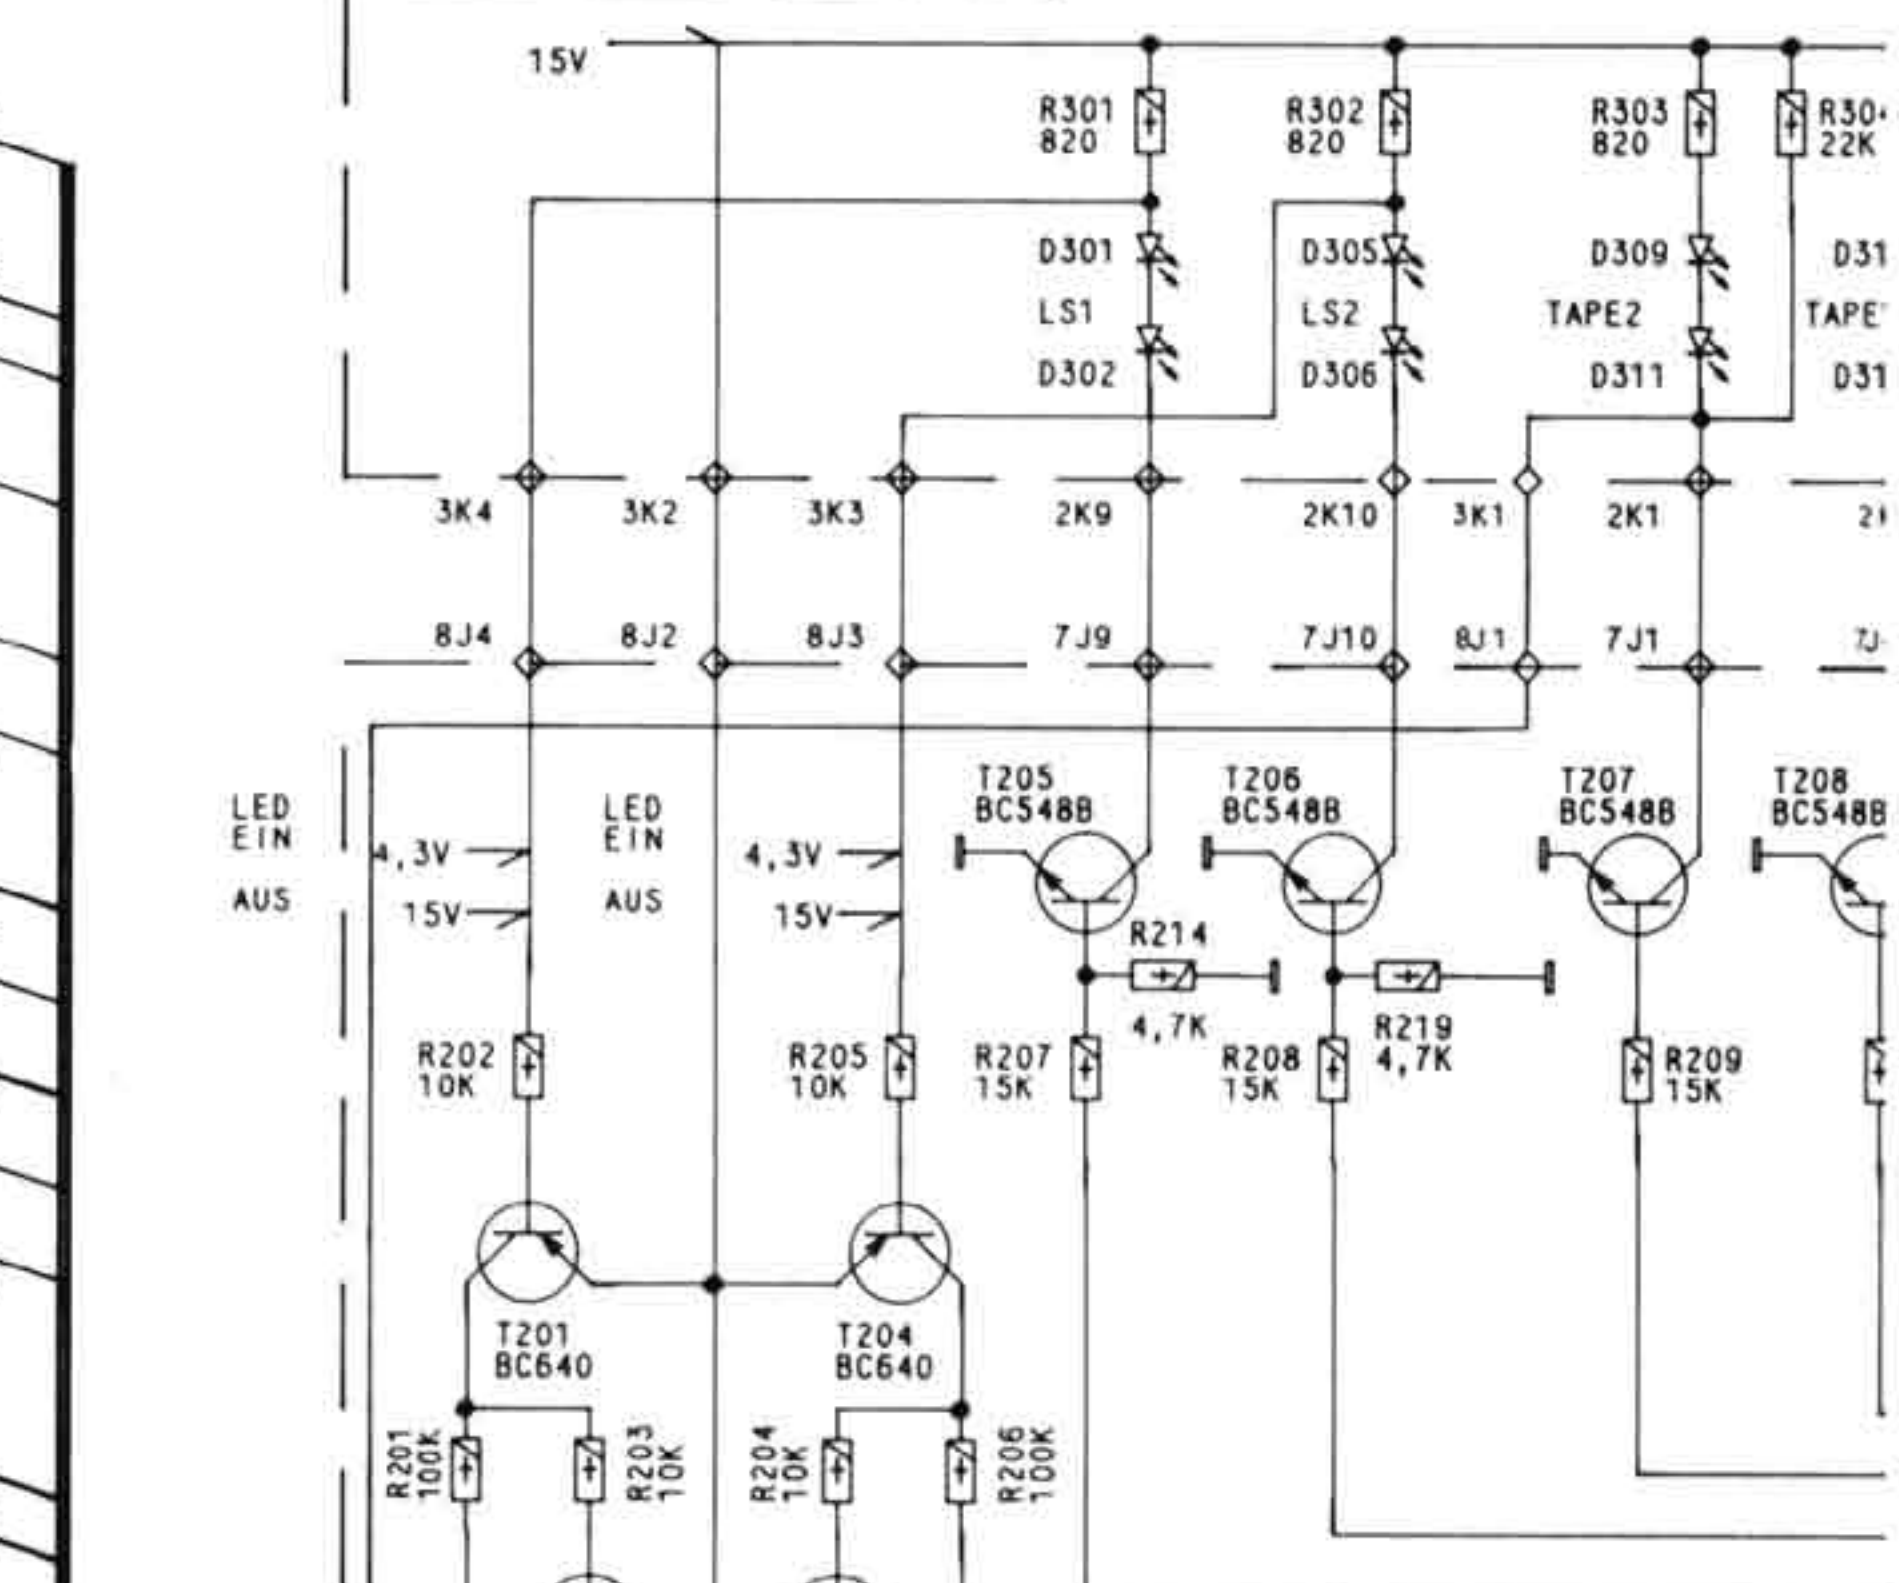 15V
R301
820
R302
820
R303
820
22K
D301
D305
D309
LS1
LS2
TAPE2
D302
D306
D311
3K4
3K2
3K3
2K9
2K10
3K1
2K1
8J4
8J2
8J3
7J9
7J10
8J1
7J1
LED
EIN
AUS
4,3V
15V
LED
EIN
AUS
4,3V
15V
T205
BC548B
T206
BC548B
T207
BC548B
T208
BC548B
R214
4,7K
R219
4,7K
R202
10K
R205
10K
R207
15K
R208
15K
R209
15K
T201
BC640
T204
BC640
R201
100K
R203
10K
R204
10K
R206
100K